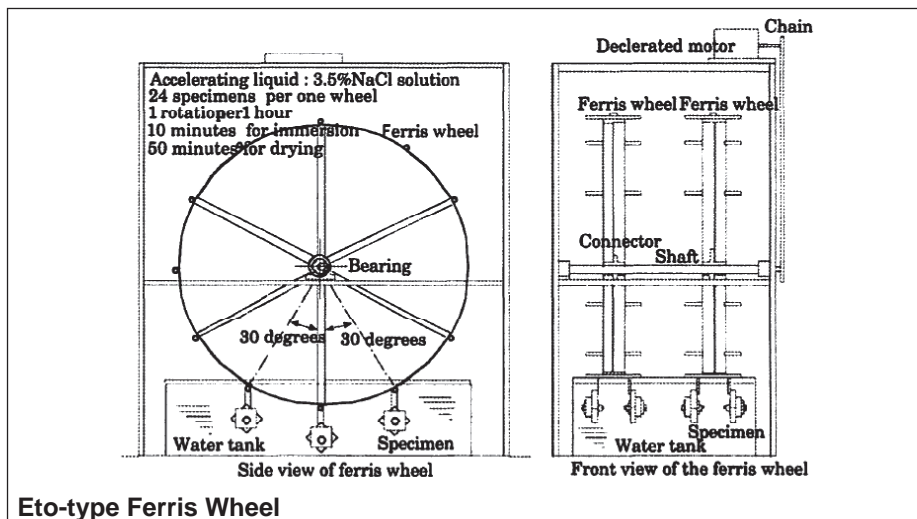 Chain
Declerated motor
Accelerating liquid : 3.5%NaCl solution
24 specimens per one wheel
1 rotatioper1 hour
10 minutes for immersion
50 minutes for drying
Ferris wheel
Ferris wheel Ferris wheel
Bearing
Connector
Shaft
30 degrees
30 degrees
Water tank
Specimen
Side view of ferris wheel
Water tank
Specimen
Front view of the ferris wheel
Eto-type Ferris Wheel